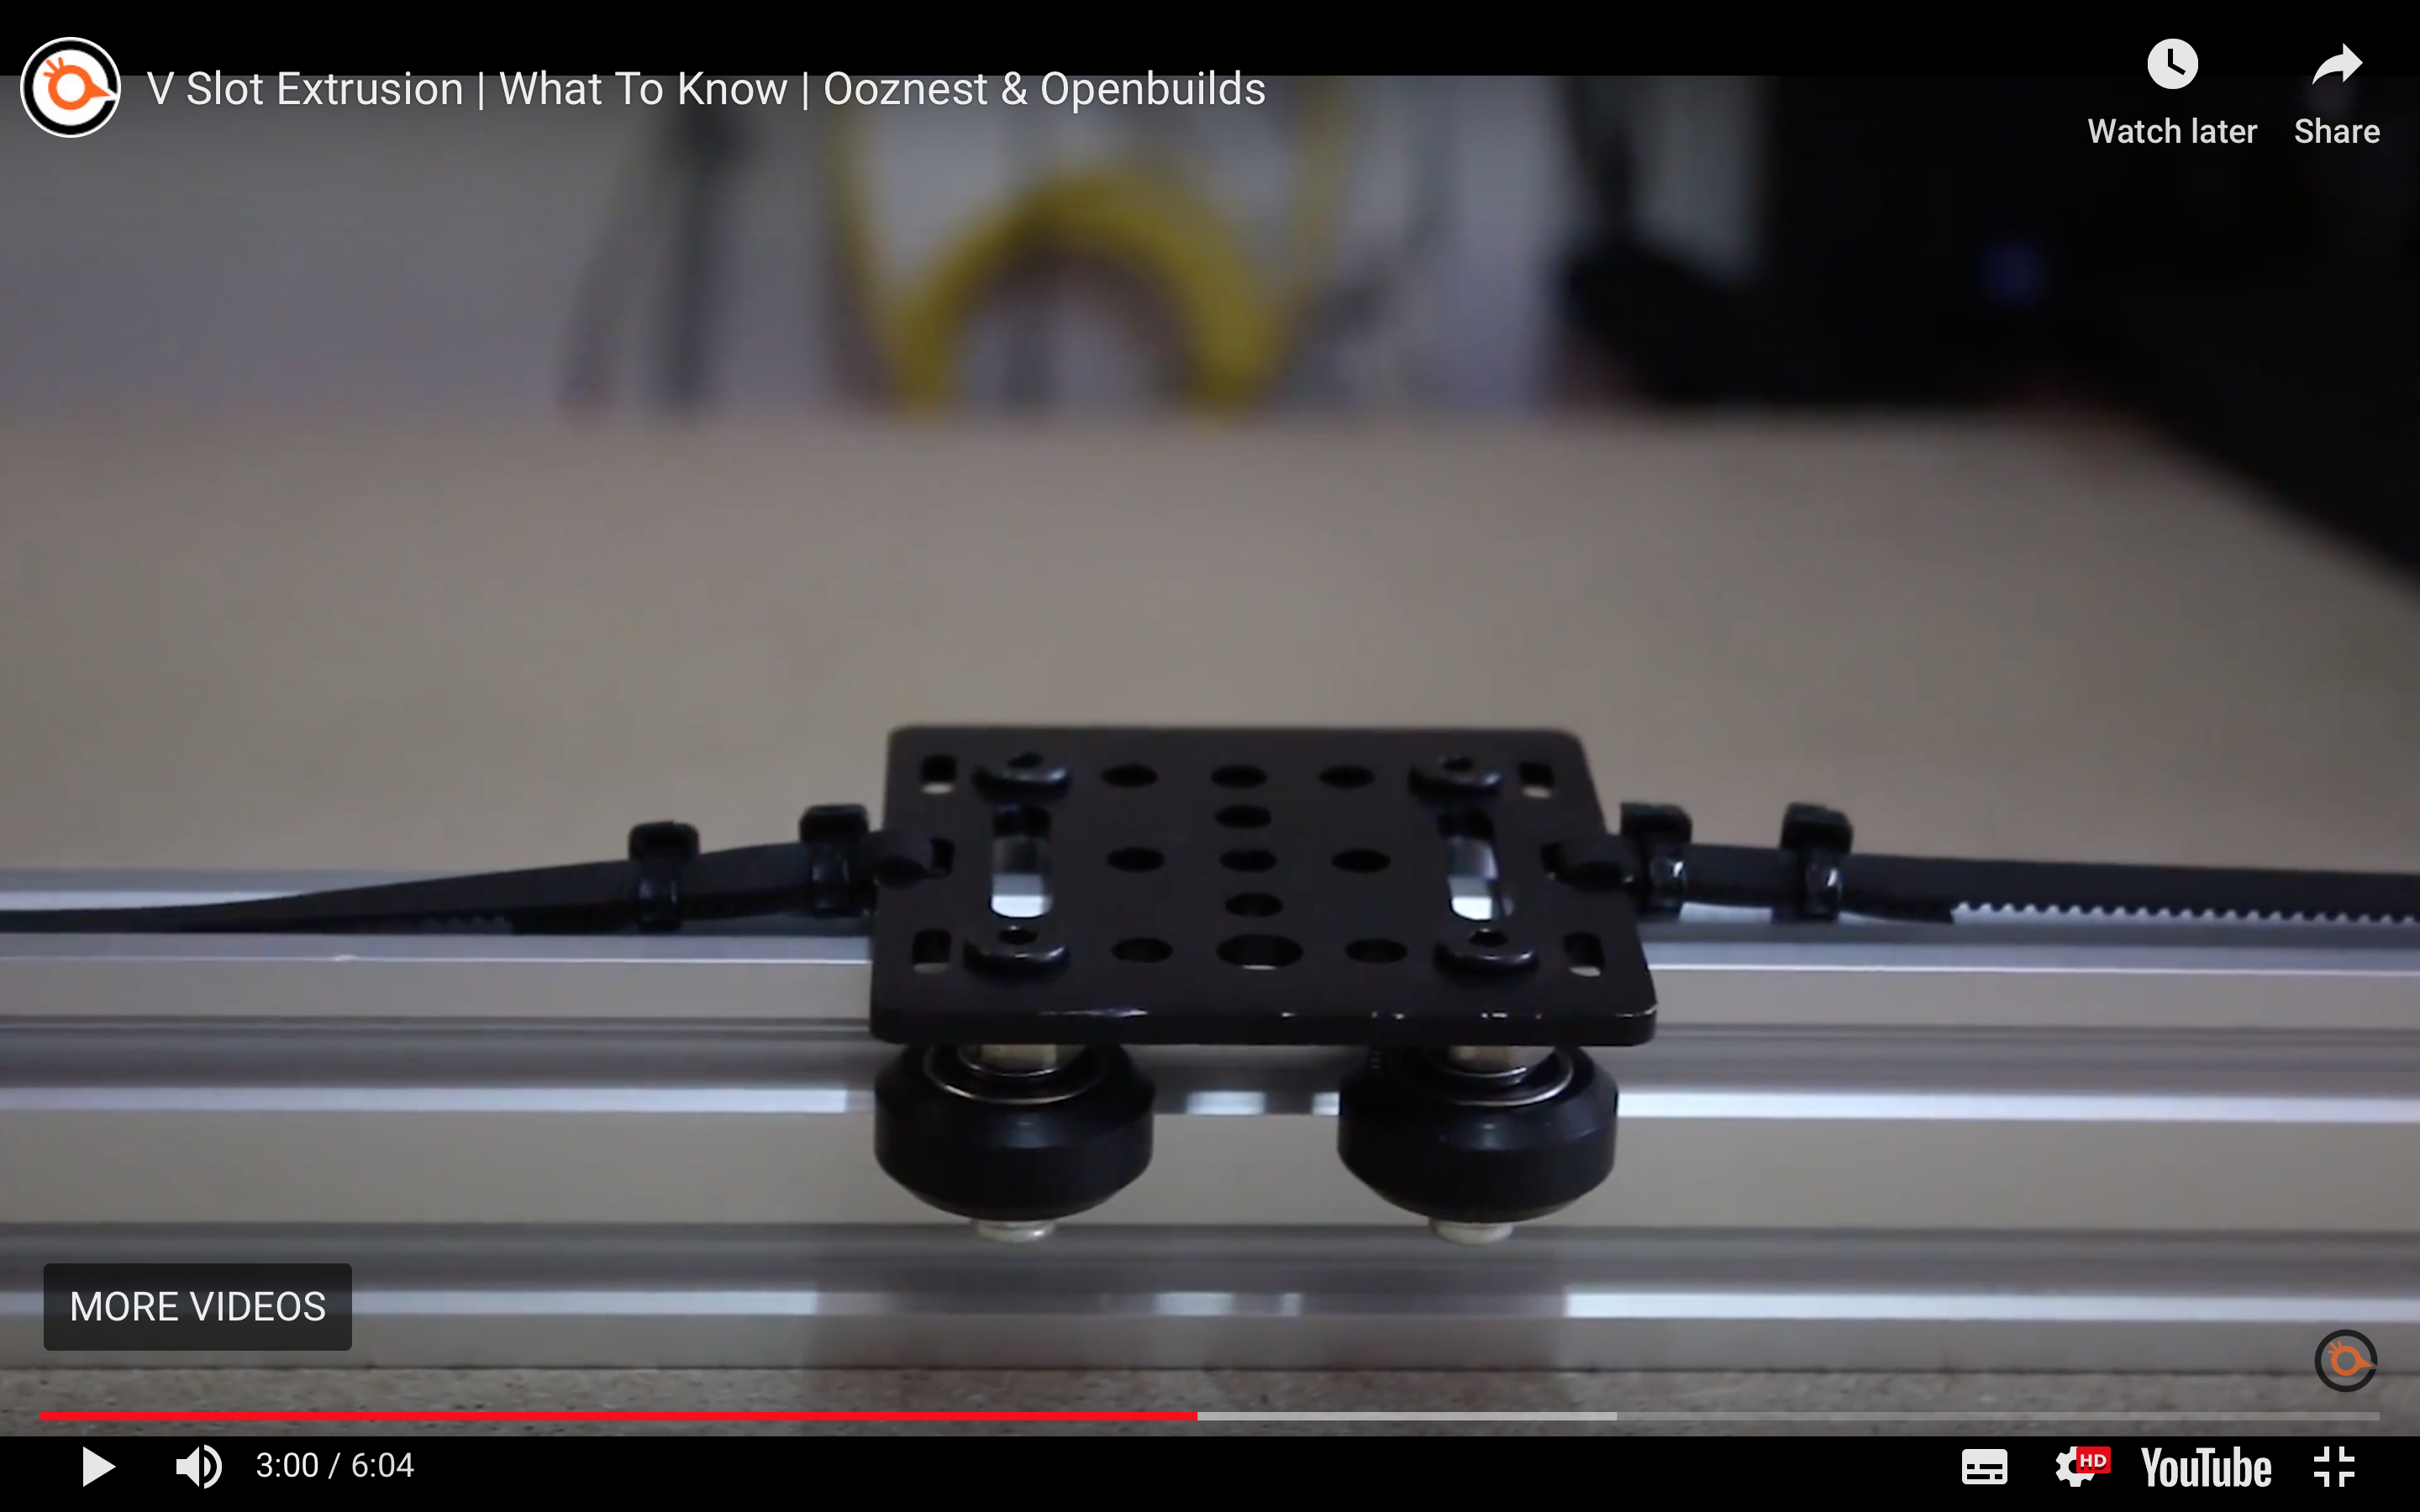 V Slot Extrusion | What To Know | Ooznest & Openbuilds
Watch later
Share
MORE VIDEOS
3:00 / 6:04
HD
YouTube